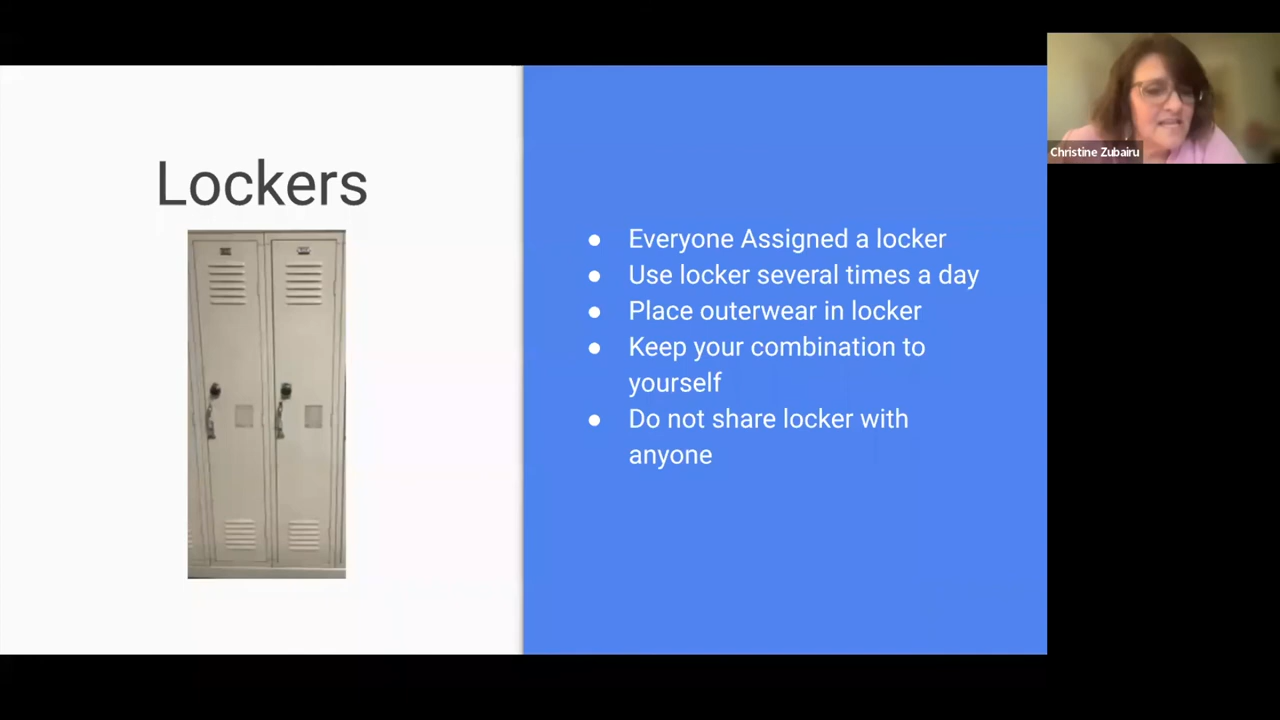 Lockers
Everyone Assigned a locker
Use locker several times a day
Place outerwear in locker
Keep your combination to
yourself
Do not share locker with
anyone
Christine Zubairu